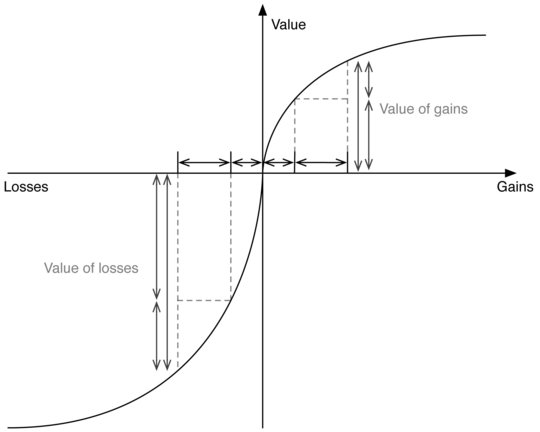 Value
Value of gains
Losses
Gains
Value of losses